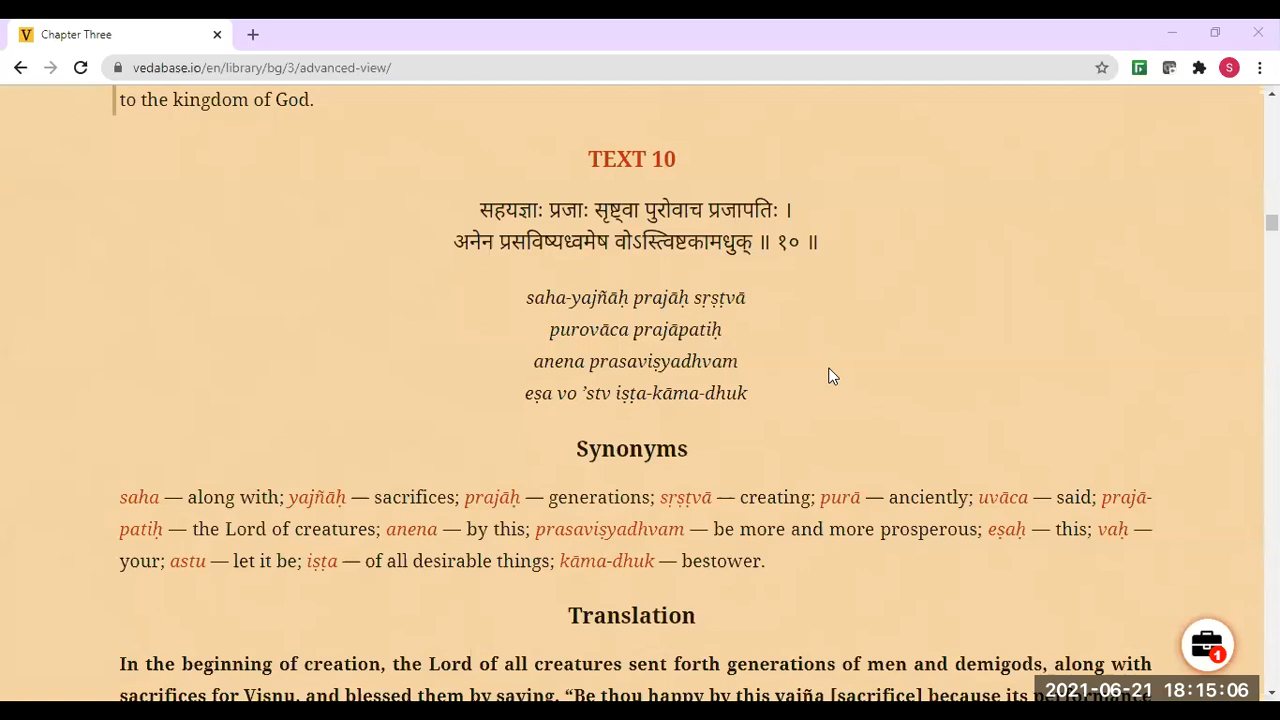 Chapter Three
vedabase.io/en/library/bg/3/advanced-view/
S
to the kingdom of God.
TEXT 10
सहयज्ञाः प्रजाः सृष्ट्वा पुरोवाच प्रजापतिः ।
अनेन प्रसविष्यध्वमेष वोऽस्त्विष्टकामधुक् ॥ १० ॥
saha-yajñāḥ prajāḥ sṛṣṭvā
purovāca prajāpatiḥ
anena prasaviṣyadhvam
eṣa vo ’stv iṣṭa-kāma-dhuk
Synonyms
saha — along with; yajñāḥ — sacrifices; prajāḥ — generations; sṛṣṭvā — creating; purā — anciently; uvāca — said; prajā-
patiḥ — the Lord of creatures; anena — by this; prasaviṣyadhvam — be more and more prosperous; eṣaḥ — this; vaḥ —
your; astu — let it be; iṣṭa — of all desirable things; kāma-dhuk — bestower.
Translation
In the beginning of creation, the Lord of all creatures sent forth generations of men and demigods, along with
sacrifices for Viṣṇu, and blessed them by saying, “Be thou happy by this yajña [sacrifice] because its performance
1
2021-06-21 18:15:06